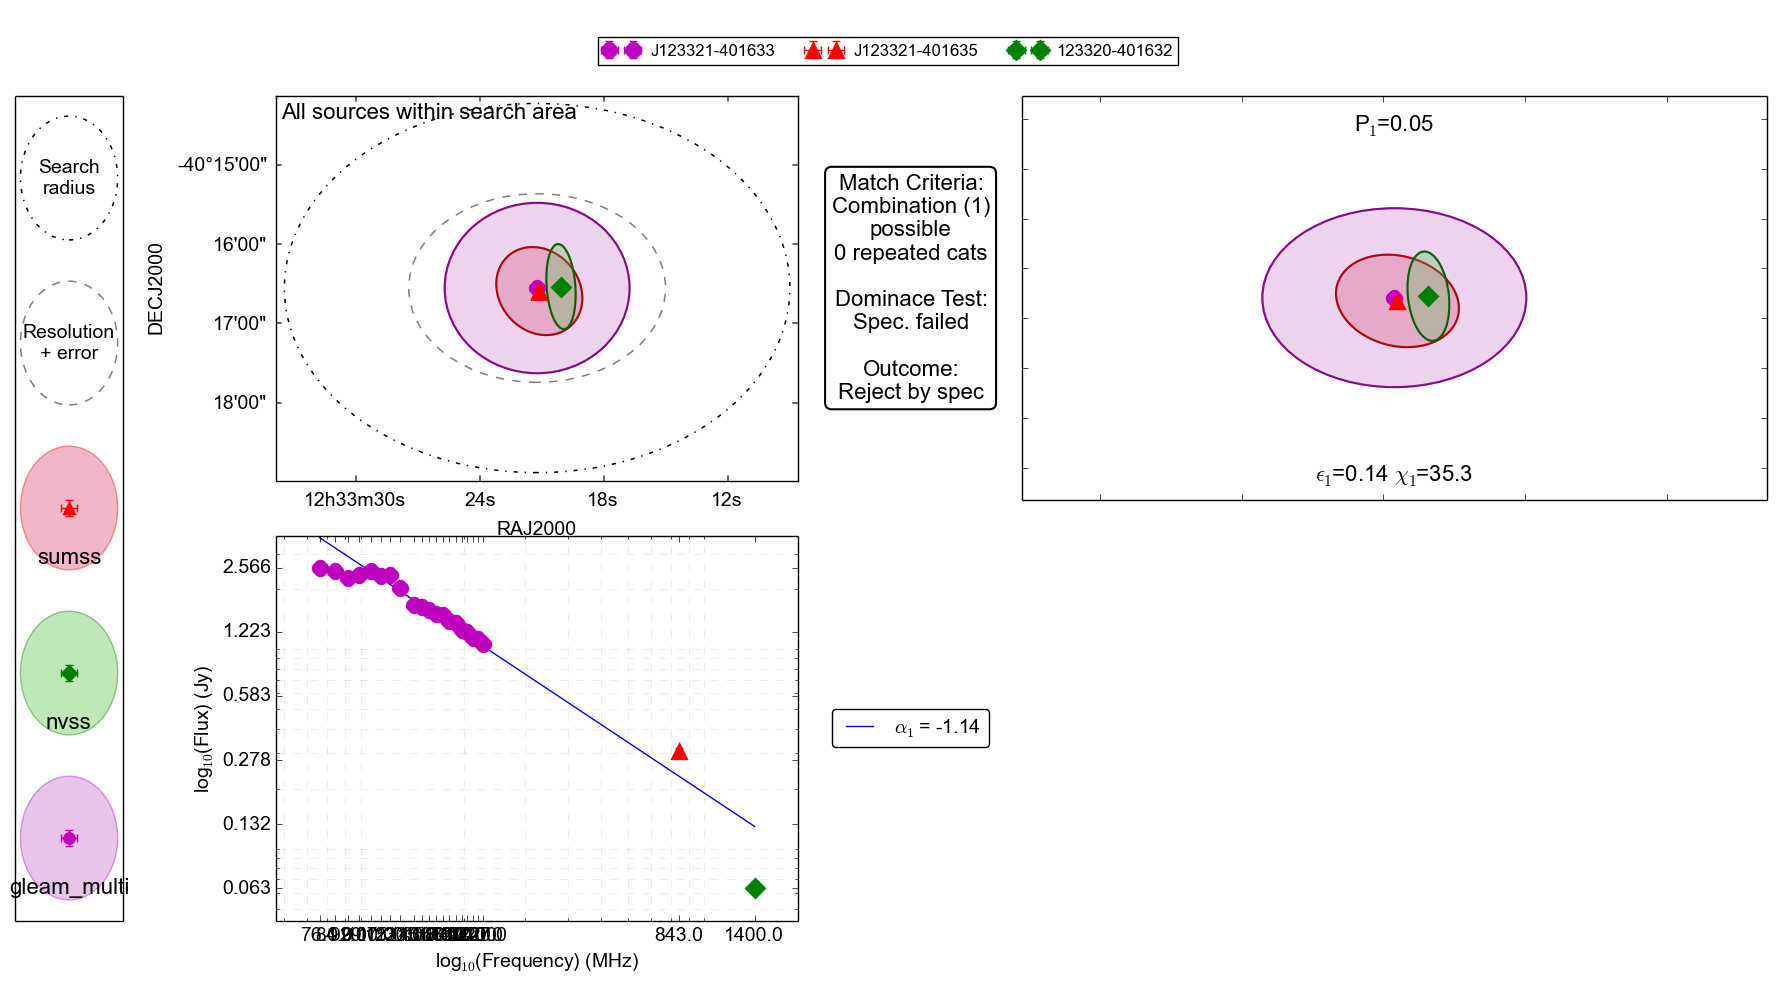 J123321-401633 J123321-401635 123320-401632
Search
radius
Resolution
+ error
sumss
nvss
gleam_multi
All sources within search area
DECJ2000
-40°15'00"
16'00"
17'00"
18'00"
12h33m30s 24s 18s 12s
RAJ2000
Match Criteria:
Combination (1)
possible
0 repeated cats
Dominace Test:
Spec. failed
Outcome:
Reject by spec
P₁=0.05
ϵ₁=0.14 χ₁=35.3
log₁₀(Flux) (Jy)
2.566
1.223
0.583
0.278
0.132
0.063
843.0 1400.0
log₁₀(Frequency) (MHz)
α₁ = -1.14